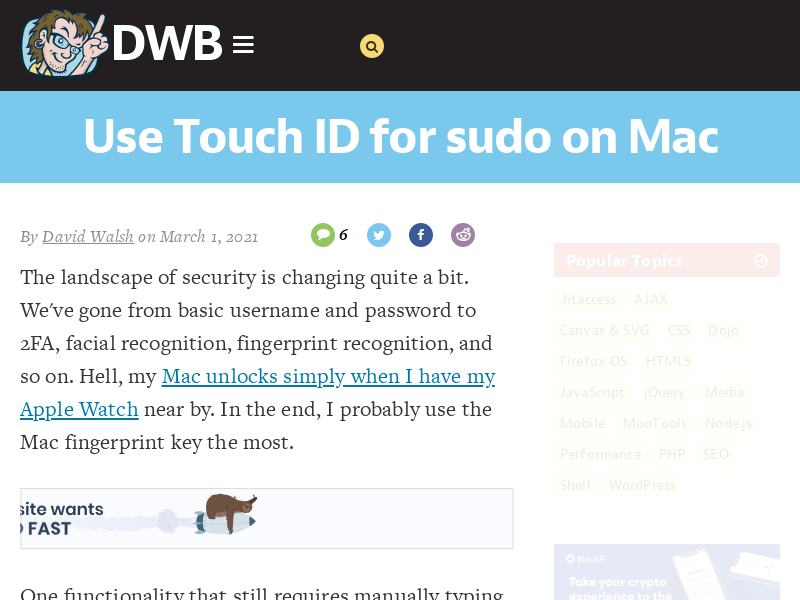 DWB
Use Touch ID for sudo on Mac
By David Walsh on March 1, 2021
6
The landscape of security is changing quite a bit.
We've gone from basic username and password to
2FA, facial recognition, fingerprint recognition, and
so on. Hell, my Mac unlocks simply when I have my
Apple Watch near by. In the end, I probably use the
Mac fingerprint key the most.
site wants
FAST
One functionality that still requires manually typing
Popular Topics
.htaccess AJAX
Canvas & SVG CSS Dojo
Firefox OS HTML5
JavaScript jQuery Media
Mobile MooTools Node.js
Performance PHP SEO
Shell WordPress
BlockFi
Take your crypto
experience to the